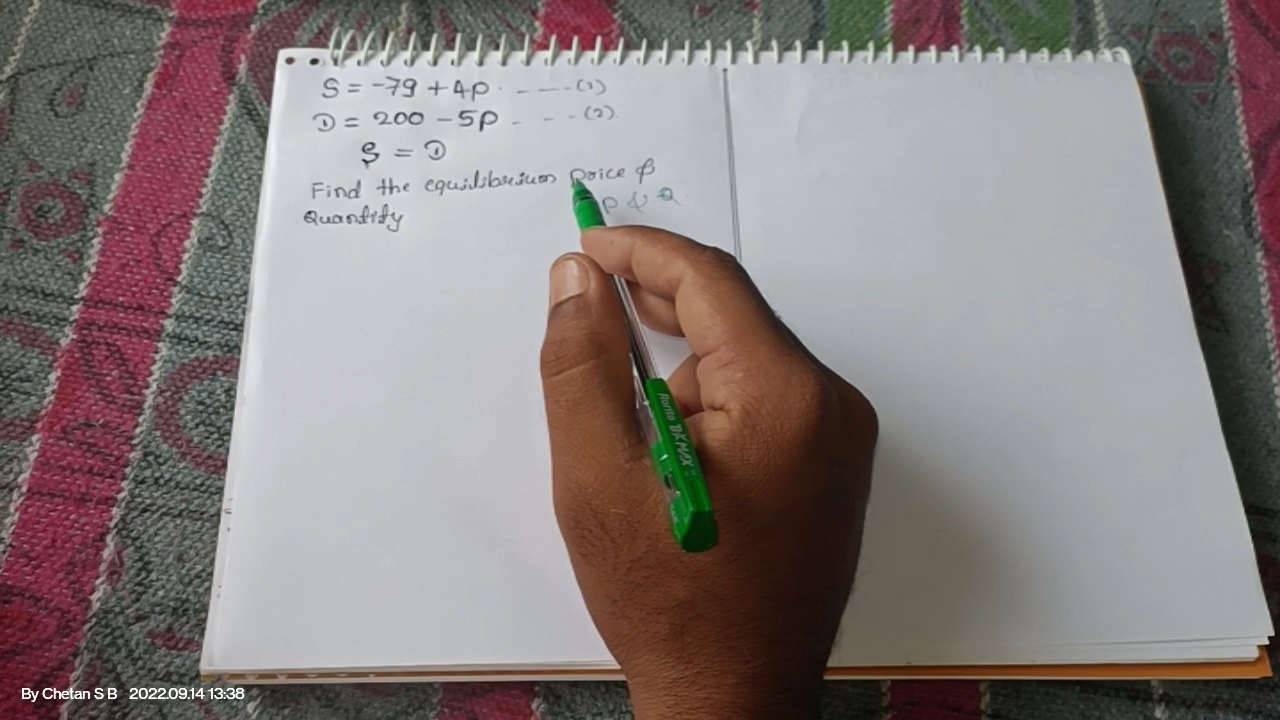 S = -79 + 4p - - - - (1)
D = 200 - 5p - - - - (2)
S = D
Find the equilibrium price &
p & Q
Quantity
Rorito
By Chetan S B 2022.09.14 13:38